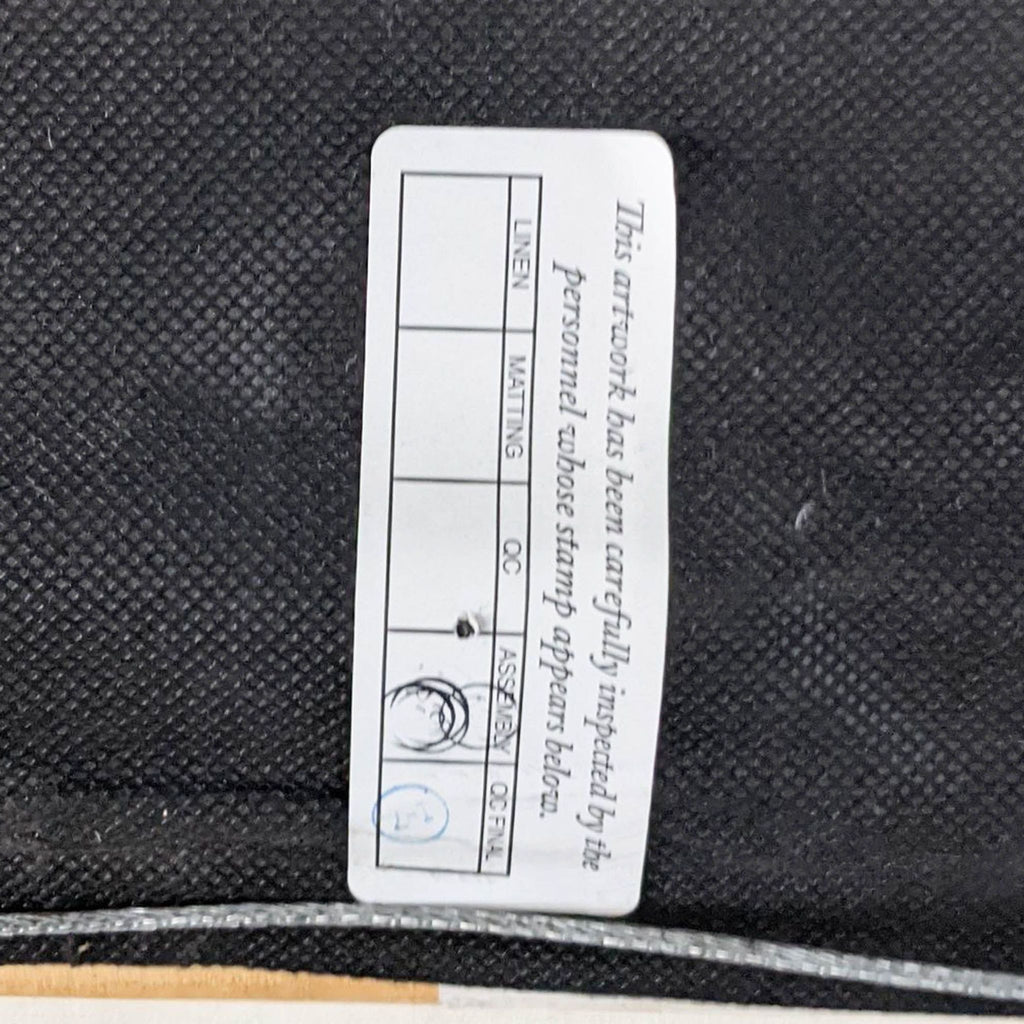 This artwork has been carefully inspected by the
personnel whose stamp appears below.
LINEN MATTING QC ASSEMBLY QC FINAL